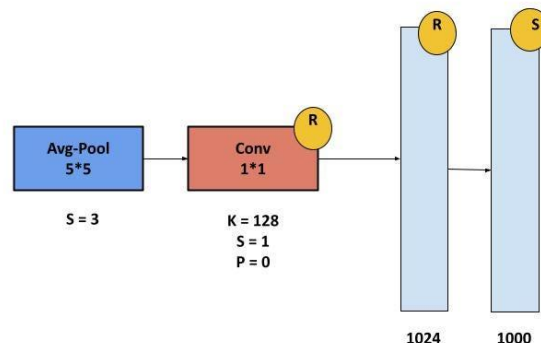 Avg-Pool
5*5
S = 3
Conv
1*1
R
K = 128
S = 1
P = 0
R
1024
S
1000